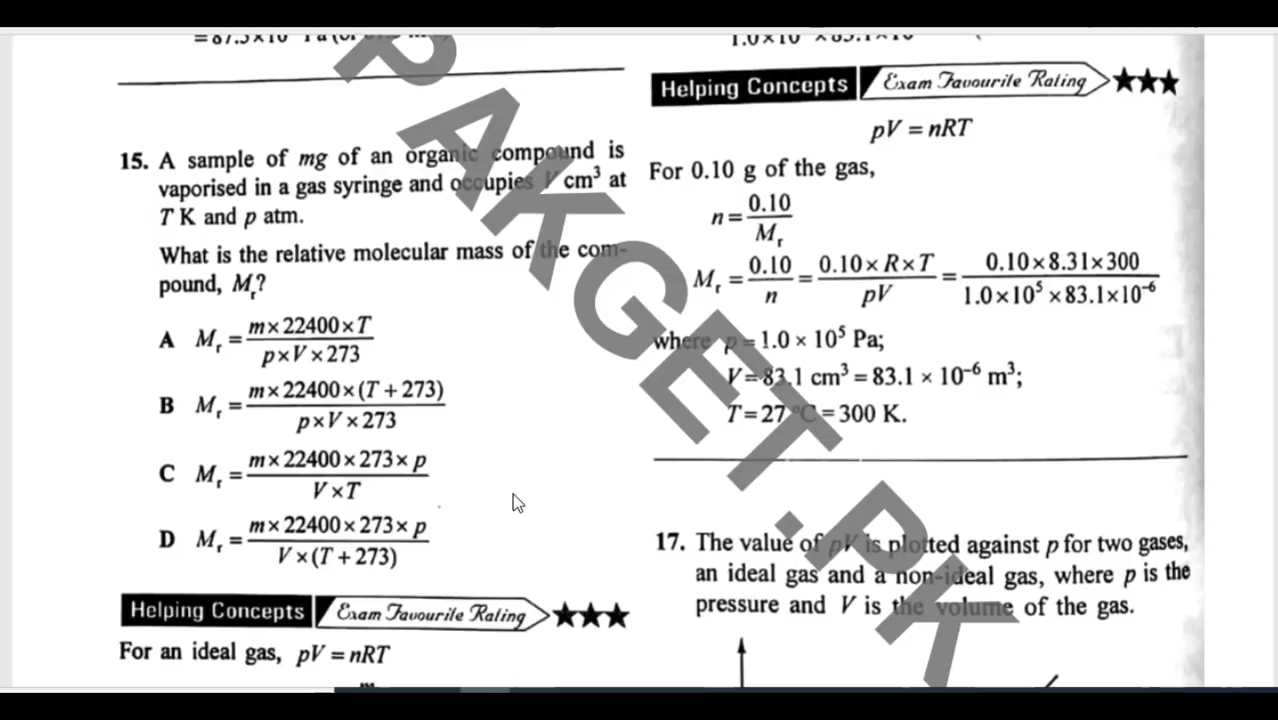 15. A sample of mg of an organic compound is
vaporised in a gas syringe and occupies V cm³ at
T K and p atm.
What is the relative molecular mass of the com-
pound, Mᵣ?
A Mᵣ = m × 22400 × T / p × V × 273
B Mᵣ = m × 22400 × (T + 273) / p × V × 273
C Mᵣ = m × 22400 × 273 × p / V × T
D Mᵣ = m × 22400 × 273 × p / V × (T + 273)
Helping Concepts Exam Favourite Rating ★★★
For an ideal gas, pV = nRT
Helping Concepts Exam Favourite Rating ★★★
pV = nRT
For 0.10 g of the gas,
n = 0.10 / Mᵣ
Mᵣ = 0.10 / n = 0.10 × R × T / pV = 0.10 × 8.31 × 300 / 1.0 × 10⁵ × 83.1 × 10⁻⁶
where p = 1.0 × 10⁵ Pa;
V = 83.1 cm³ = 83.1 × 10⁻⁶ m³;
T = 27 °C = 300 K.
17. The value of pV is plotted against p for two gases,
an ideal gas and a non-ideal gas, where p is the
pressure and V is the volume of the gas.
PAKGET.PK